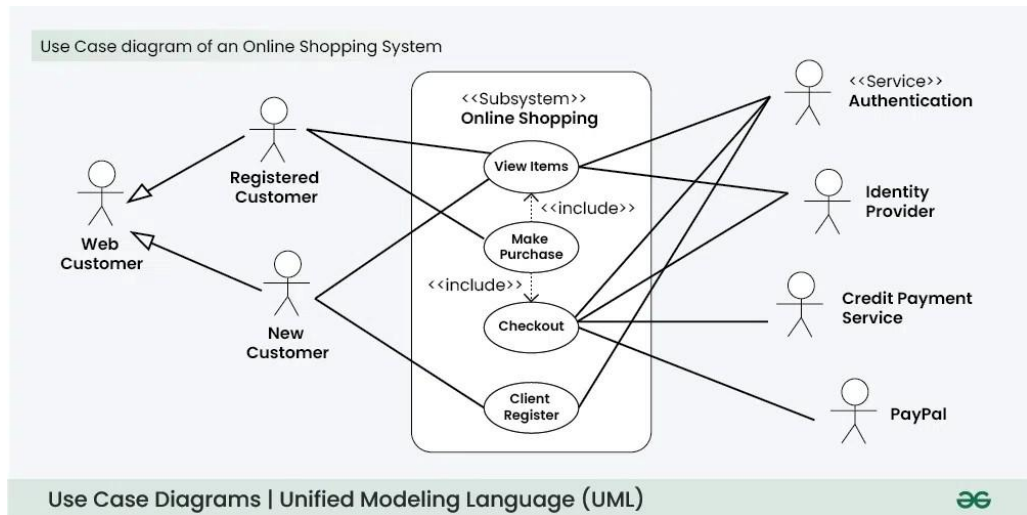 Use Case diagram of an Online Shopping System
<<Subsystem>>
Online Shopping
<<Service>>
Authentication
Registered
Customer
View Items
Identity
Provider
<<include>>
Web
Customer
Make
Purchase
<<include>>
Credit Payment
Service
New
Customer
Checkout
Client
Register
PayPal
Use Case Diagrams | Unified Modeling Language (UML)